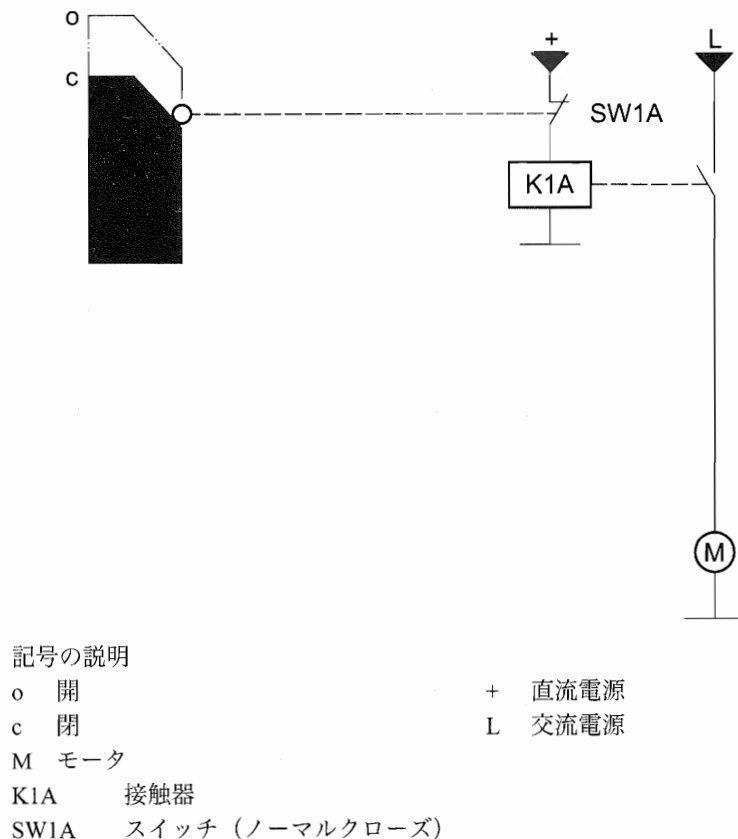 o
c
+
L
SW1A
K1A
M
記号の説明
o 開
c 閉
M モータ
K1A 接触器
SW1A スイッチ（ノーマルクローズ）
+ 直流電源
L 交流電源